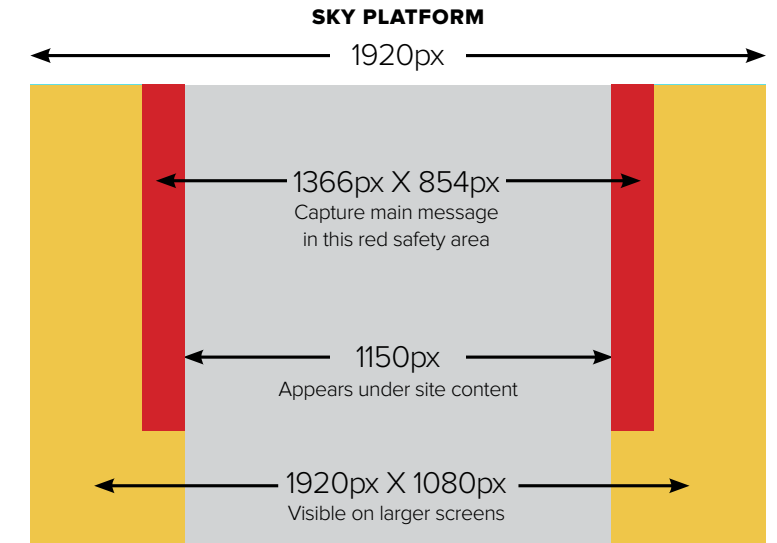 SKY PLATFORM
1920px
1366px X 854px
Capture main message
in this red safety area
1150px
Appears under site content
1920px X 1080px
Visible on larger screens